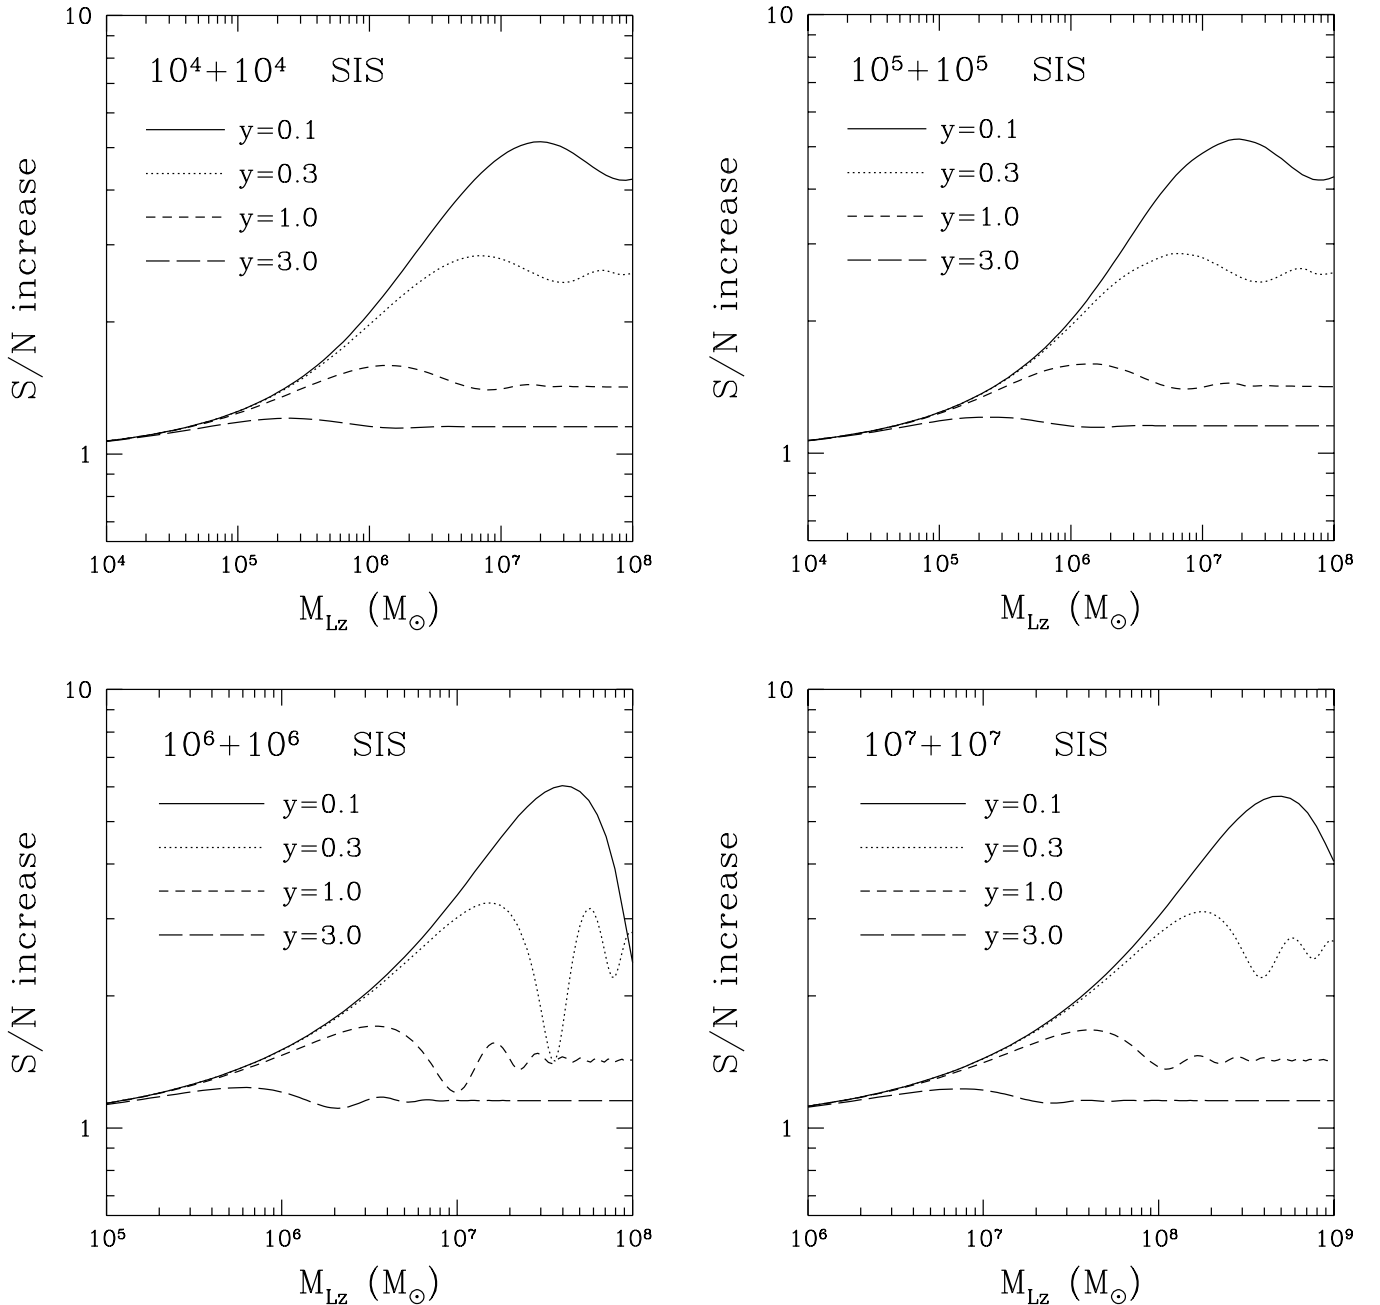 10
10⁴+10⁴ SIS
y=0.1
y=0.3
y=1.0
y=3.0
S/N increase
1
10⁴ 10⁵ 10⁶ 10⁷ 10⁸
M_Lz (M_⊙)
10
10⁵+10⁵ SIS
y=0.1
y=0.3
y=1.0
y=3.0
S/N increase
1
10⁴ 10⁵ 10⁶ 10⁷ 10⁸
M_Lz (M_⊙)
10
10⁶+10⁶ SIS
y=0.1
y=0.3
y=1.0
y=3.0
S/N increase
1
10⁵ 10⁶ 10⁷ 10⁸
M_Lz (M_⊙)
10
10⁷+10⁷ SIS
y=0.1
y=0.3
y=1.0
y=3.0
S/N increase
1
10⁶ 10⁷ 10⁸ 10⁹
M_Lz (M_⊙)